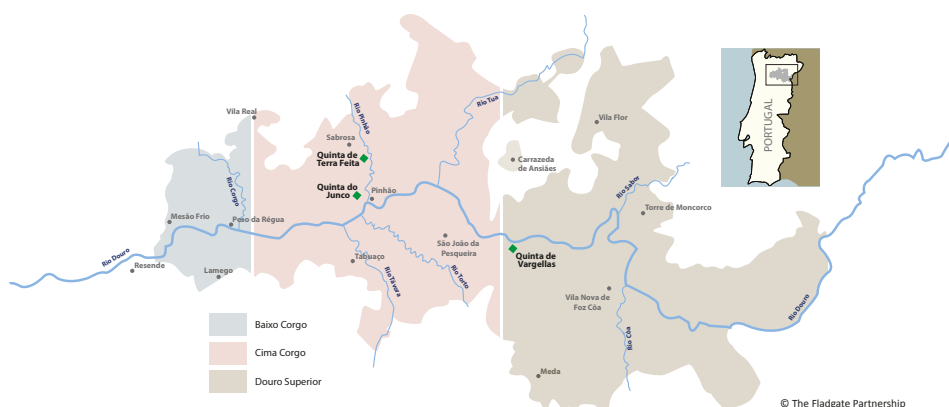 Vila Real
Rio Pinhão
Sabrosa
Quinta de
Terra Feita
Quinta do
Junco
Pinhão
Rio Tua
Vila Flor
Carrazeda
de Ansiães
PORTUGAL
Rio Corgo
Mesão Frio
Peso da Régua
Rio Sabor
Torre de Moncorco
Rio Douro
Resende
Lamego
Tabuaço
Rio Távora
Rio Torto
São João da
Pesqueira
Quinta de
Vargellas
Vila Nova de
Foz Côa
Rio Côa
Rio Douro
Meda
Baixo Corgo
Cima Corgo
Douro Superior
© The Fladgate Partnership